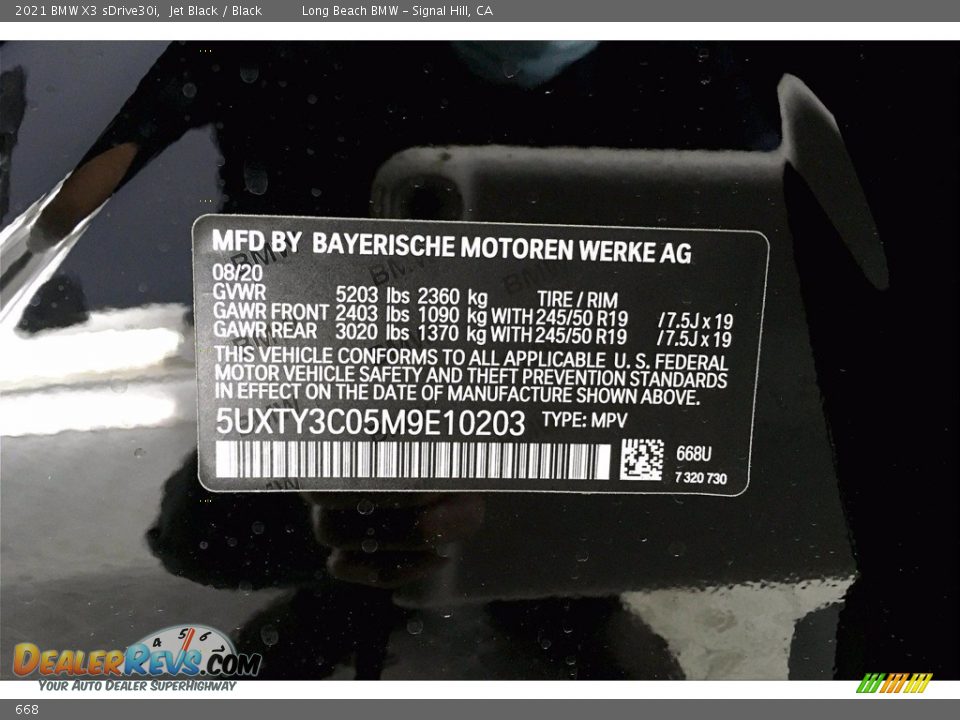 2021 BMW X3 sDrive30i, Jet Black / Black Long Beach BMW - Signal Hill, CA
MFD BY BAYERISCHE MOTOREN WERKE AG
08/20
GVWR 5203 lbs 2360 kg TIRE / RIM
GAWR FRONT 2403 lbs 1090 kg WITH 245/50 R19 / 7.5J x 19
GAWR REAR 3020 lbs 1370 kg WITH 245/50 R19 / 7.5J x 19
THIS VEHICLE CONFORMS TO ALL APPLICABLE U. S. FEDERAL
MOTOR VEHICLE SAFETY AND THEFT PREVENTION STANDARDS
IN EFFECT ON THE DATE OF MANUFACTURE SHOWN ABOVE.
5UXTY3C05M9E10203 TYPE: MPV
668U
7 320 730
4 5 6
DEALERREVS.COM
YOUR AUTO DEALER SUPERHIGHWAY
668